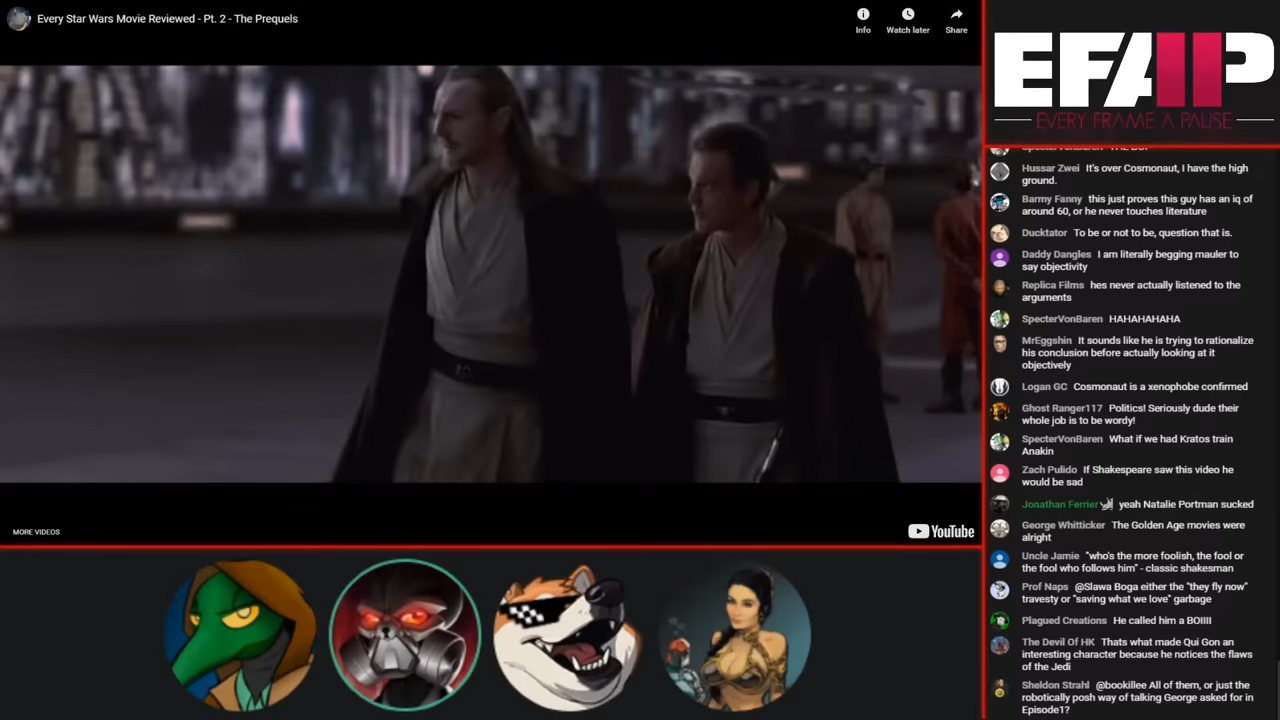 Every Star Wars Movie Reviewed - Pt. 2 - The Prequels
Info
Watch later
Share
MORE VIDEOS
YouTube
EFAP
EVERY FRAME A PAUSE
SpecterVonBaren THE BOI
Hussar Zwei It's over Cosmonaut, I have the high
ground.
Barmy Fanny this just proves this guy has an iq of
around 60, or he never touches literature
Ducktator To be or not to be, question that is.
Daddy Dangles I am literally begging mauler to
say objectivity
Replica Films hes never actually listened to the
arguments
SpecterVonBaren HAHAHAHAHA
MrEggshin It sounds like he is trying to rationalize
his conclusion before actually looking at it
objectively
Logan GC Cosmonaut is a xenophobe confirmed
Ghost Ranger117 Politics! Seriously dude their
whole job is to be wordy!
SpecterVonBaren What if we had Kratos train
Anakin
Zach Pulido If Shakespeare saw this video he
would be sad
Jonathan Ferrier yeah Natalie Portman sucked
George Whitticker The Golden Age movies were
alright
Uncle Jamie "who's the more foolish, the fool or
the fool who follows him" - classic shakesman
Prof Naps @Slawa Boga either the "they fly now"
travesty or "saving what we love" garbage
Plagued Creations He called him a BOIIII
The Devil Of HK Thats what made Qui Gon an
interesting character because he notices the flaws
of the Jedi
Sheldon Strahl @bookillee All of them, or just the
robotically posh way of talking George asked for in
Episode1?